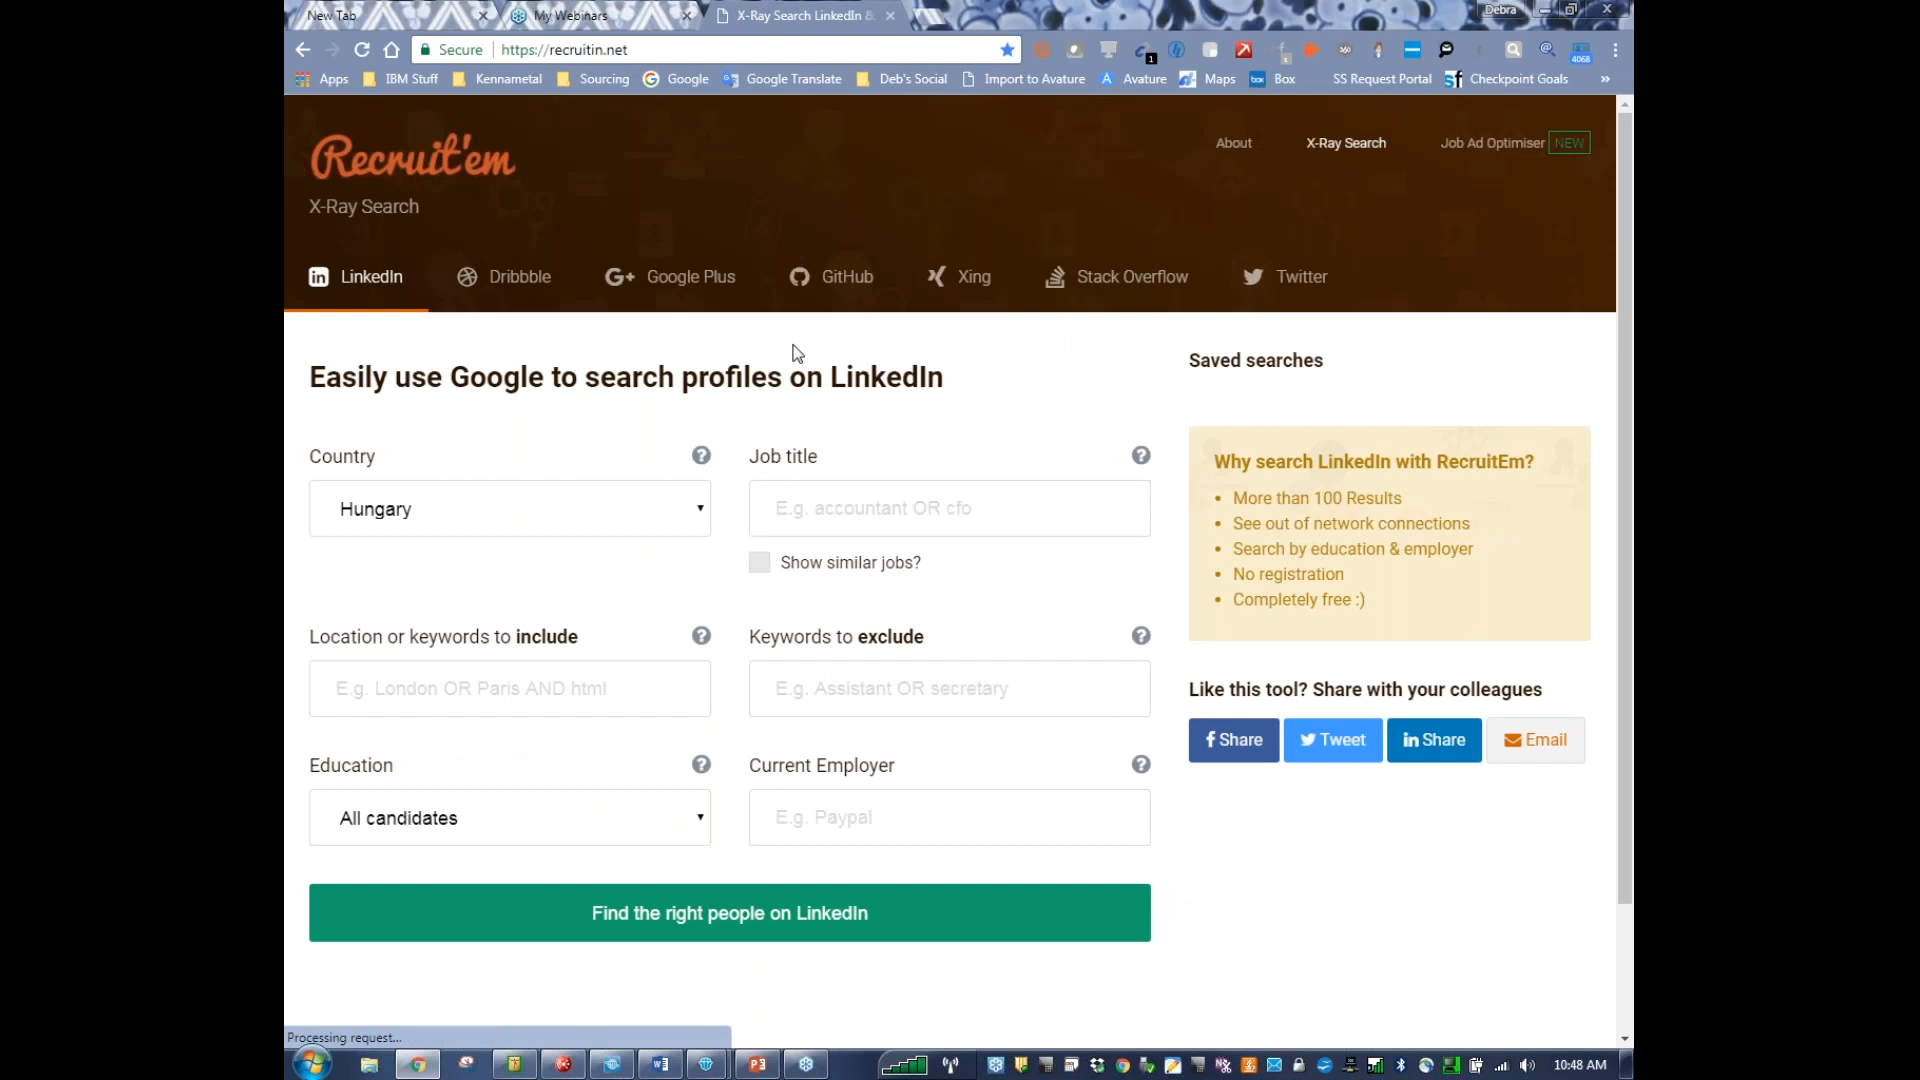 New Tab
My Webinars
X-Ray Search LinkedIn &
Debra
Secure
https://recruitin.net
1
4068
Apps
IBM Stuff
Kennametal
Sourcing
Google
Google Translate
Deb's Social
Import to Avature
Avature
Maps
Box
SS Request Portal
Checkpoint Goals
»
Recruit'em
About
X-Ray Search
Job Ad Optimiser NEW
X-Ray Search
LinkedIn
Dribbble
Google Plus
GitHub
Xing
Stack Overflow
Twitter
Easily use Google to search profiles on LinkedIn
Saved searches
Country
Job title
Hungary
E.g. accountant OR cfo
Show similar jobs?
Why search LinkedIn with RecruitEm?
• More than 100 Results
• See out of network connections
• Search by education & employer
• No registration
• Completely free :)
Location or keywords to include
Keywords to exclude
E.g. London OR Paris AND html
E.g. Assistant OR secretary
Like this tool? Share with your colleagues
Share
Tweet
Share
Email
Education
Current Employer
All candidates
E.g. Paypal
Find the right people on LinkedIn
Processing request...
10:48 AM